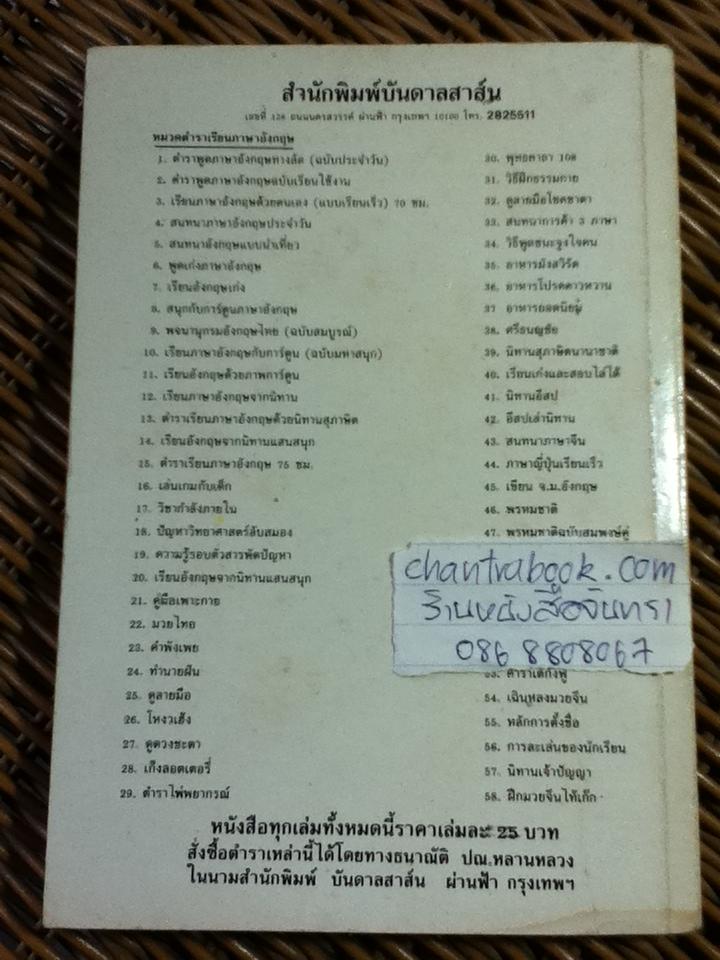 สำนักพิมพ์บันดาลสาส์น
เลขที่ 128 ถนนนครสวรรค์ ผ่านฟ้า กรุงเทพฯ 10100 โทร. 2825511
หมวดตำราเรียนภาษาอังกฤษ
1. ตำราพูดภาษาอังกฤษทางลัด (ฉบับประจำวัน)
2. ตำราพูดภาษาอังกฤษฉบับเรียนใช้งาน
3. เรียนภาษาอังกฤษด้วยตนเอง (แบบเรียนเร็ว) 70 ชม.
4. สนทนาภาษาอังกฤษประจำวัน
5. สนทนาอังกฤษแบบนำเที่ยว
6. พูดเก่งภาษาอังกฤษ
7. เรียนอังกฤษเก่ง
8. สนุกกับการ์ตูนภาษาอังกฤษ
9. พจนานุกรมอังกฤษไทย (ฉบับสมบูรณ์)
10. เรียนภาษาอังกฤษกับการ์ตูน (ฉบับมหาสนุก)
11. เรียนอังกฤษด้วยภาพการ์ตูน
12. เรียนภาษาอังกฤษจากนิทาน
13. ตำราเรียนภาษาอังกฤษด้วยนิทานสุภาษิต
14. เรียนอังกฤษจากนิทานแสนสนุก
15. ตำราเรียนภาษาอังกฤษ 75 ชม.
16. เล่นเกมกับเด็ก
17. วิชากำลังภายใน
18. ปัญหาวิทยาศาสตร์ลับสมอง
19. ความรู้รอบตัวสารพัดปัญหา
20. เรียนอังกฤษจากนิทานแสนสนุก
21. คู่มือเพาะกาย
22. มวยไทย
23. คำพังเพย
24. ทำนายฝัน
25. ดูลายมือ
26. โหงวเฮ้ง
27. ดูดวงชะตา
28. เก็งลอตเตอรี่
29. ตำราไพ่พยากรณ์
30. พุทธคาถา 108
31. วิธีฝึกธรรมกาย
32. ดูลายมือโชคชาตา
33. สนทนาการค้า 3 ภาษา
34. วิธีพูดชนะจูงใจคน
35. อาหารมังสวิรัต
36. อาหารโปรดคาวหวาน
37 อาหารยอดนิยม
38. ศรีธนญชัย
39. นิทานสุภาษิตนานาชาติ
40. เรียนเก่งและสอบไล่ได้
41. นิทานอีสป
42. อีสปเล่านิทาน
43. สนทนาภาษาจีน
44. ภาษาญี่ปุ่นเรียนเร็ว
45. เขียน จ.ม.อังกฤษ
46. พรหมชาติ
47. พรหมชาติฉบับสมพงษ์คู่
chantrabook.com
ร้านหนังสือจันทรา
086 8808067
53. ตำราเตะกังฟู
54. เฉินหลงมวยจีน
55. หลักการตั้งชื่อ
56. การละเล่นของนักเรียน
57. นิทานเจ้าปัญญา
58. ฝึกมวยจีนไท้เก๊ก
หนังสือทุกเล่มทั้งหมดนี้ราคาเล่มละ 25 บาท
สั่งซื้อตำราเหล่านี้ได้โดยทางธนาณัติ ปณ.หลานหลวง
ในนามสำนักพิมพ์ บันดาลสาส์น ผ่านฟ้า กรุงเทพฯ